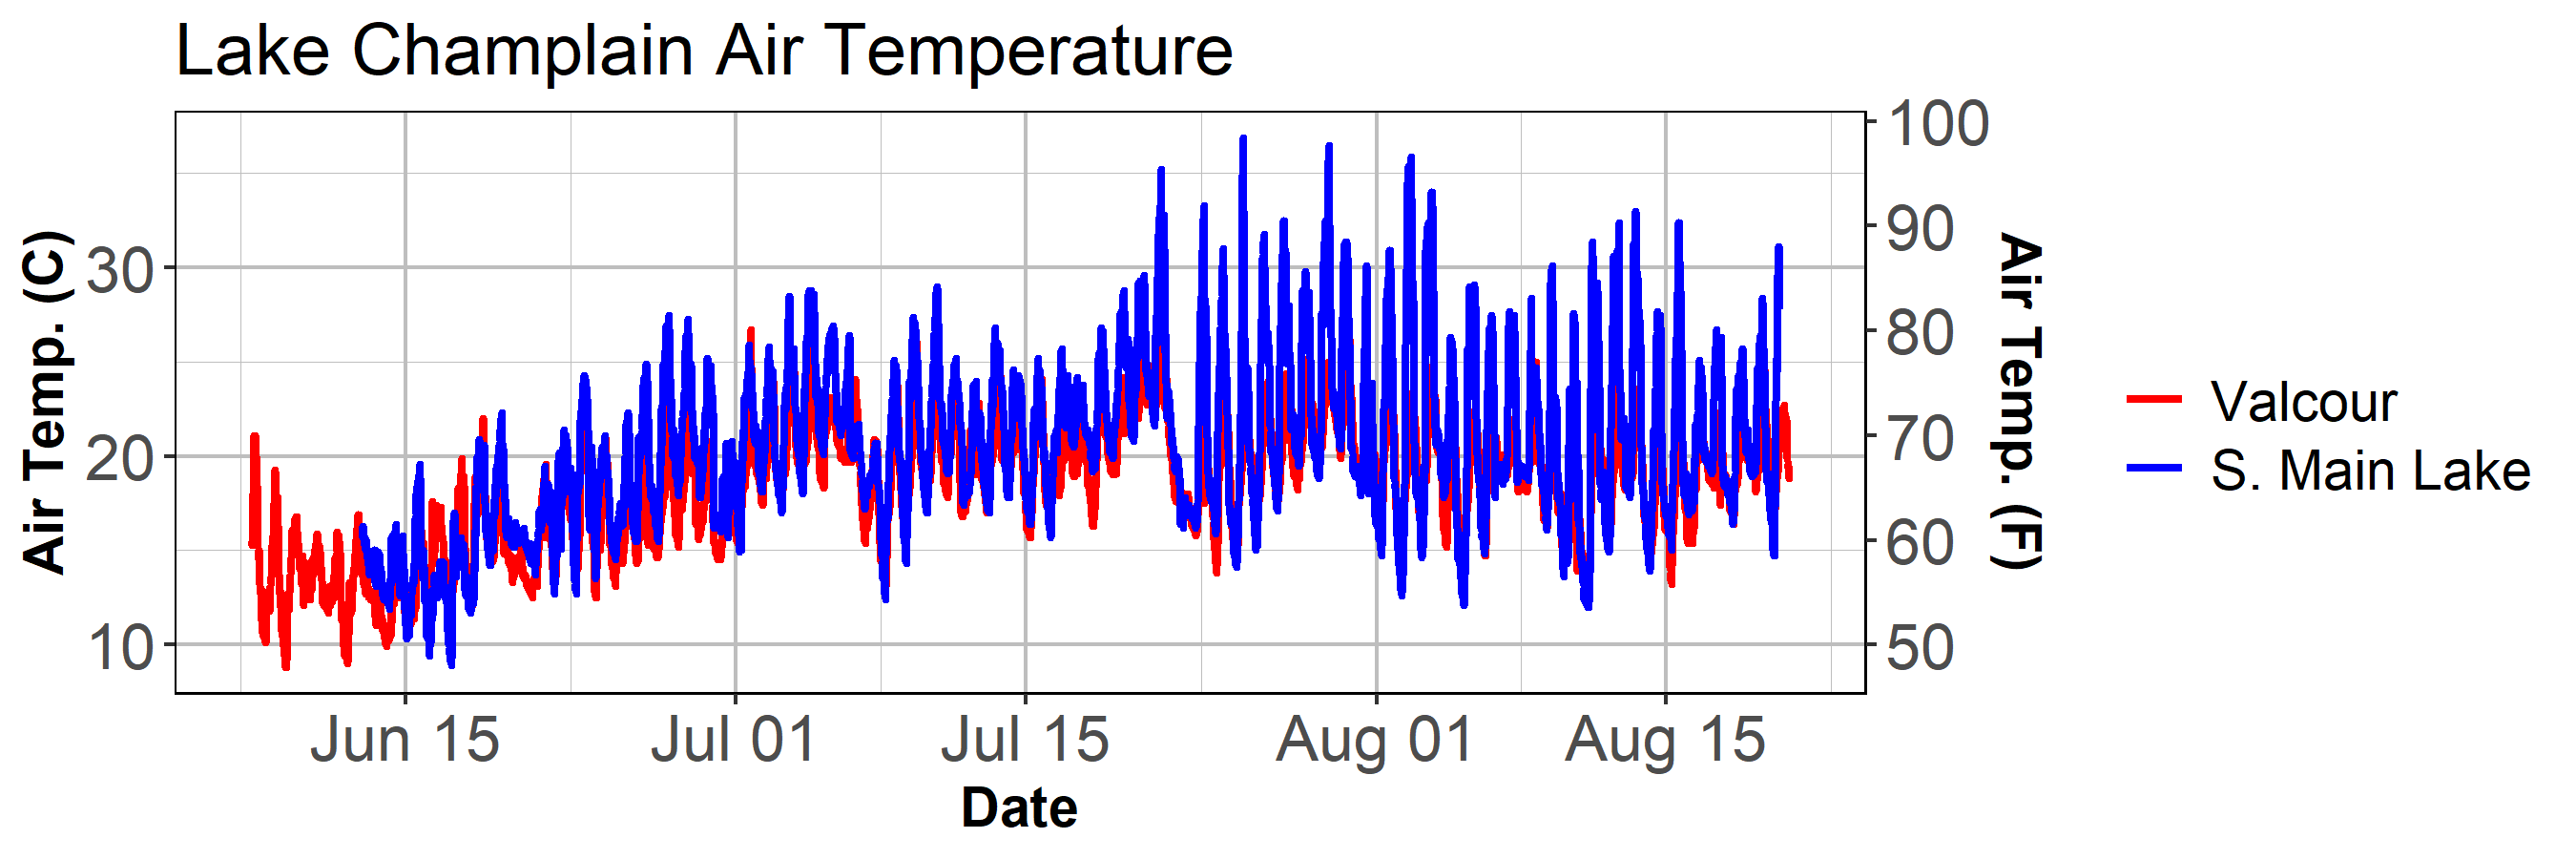 Lake Champlain Air Temperature
Air Temp. (C)
30
20
10
100
90
80
70
60
50
Air Temp. (F)
Jun 15
Jul 01
Jul 15
Aug 01
Aug 15
Date
Valcour
S. Main Lake